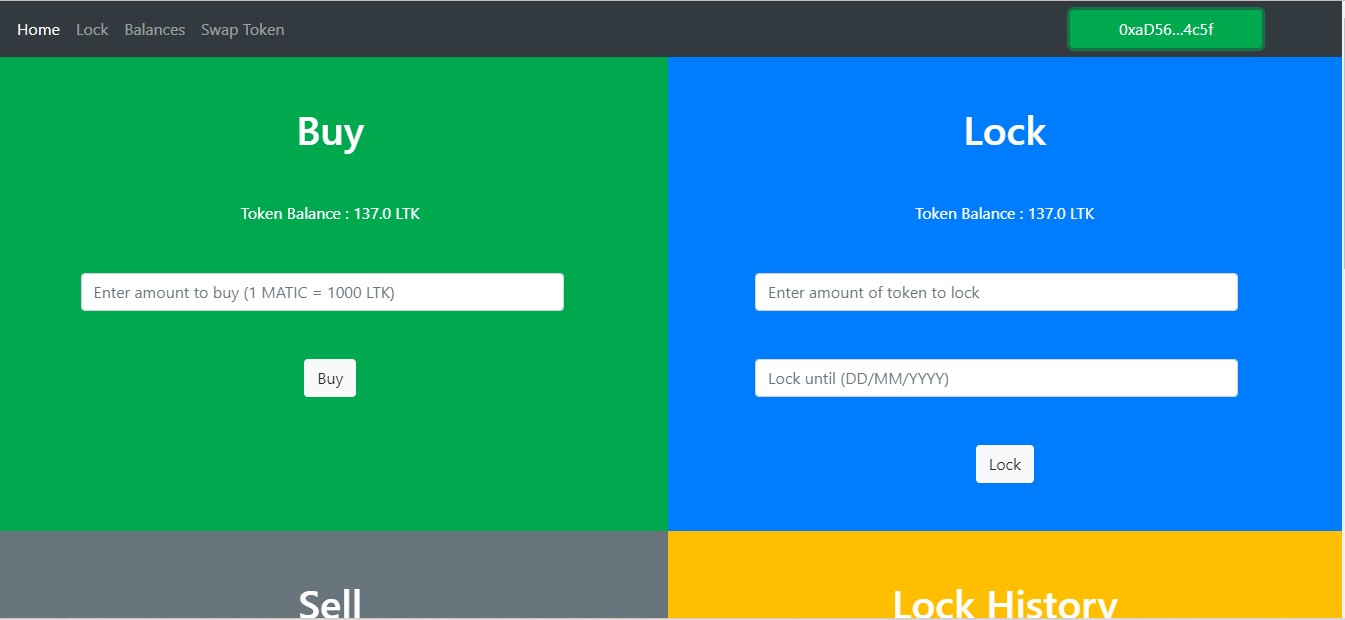 Home Lock Balances Swap Token 0xaD56...4c5f
Buy
Token Balance : 137.0 LTK
Enter amount to buy (1 MATIC = 1000 LTK)
Buy
Lock
Token Balance : 137.0 LTK
Enter amount of token to lock
Lock until (DD/MM/YYYY)
Lock
Sell
Lock History